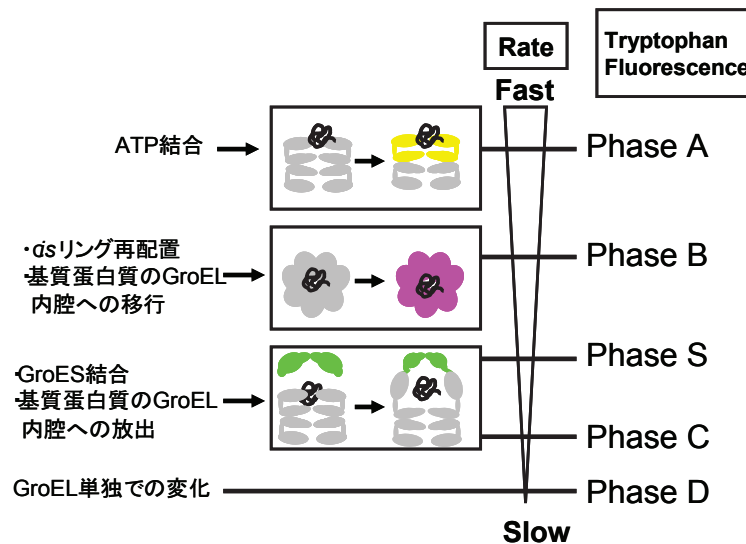 Rate
Tryptophan
Fluorescence
Fast
ATP結合
Phase A
・cisリング再配置
・基質蛋白質のGroEL
内腔への移行
Phase B
・GroES結合
・基質蛋白質のGroEL
内腔への放出
Phase S
Phase C
GroEL単独での変化
Phase D
Slow